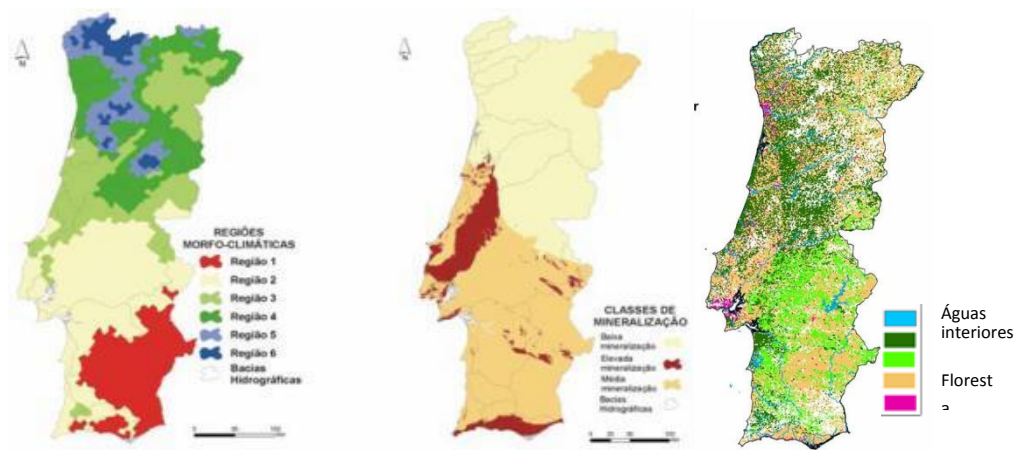 N
REGIÕES
MORFO-CLIMÁTICAS
Região 1
Região 2
Região 3
Região 4
Região 5
Região 6
Bacias
Hidrográficas
N
CLASSES DE
MINERALIZAÇÃO
Baixa
mineralização
Elevada
mineralização
Média
mineralização
Bacias
Hidrográficas
r
Águas
interiores
Florest
a